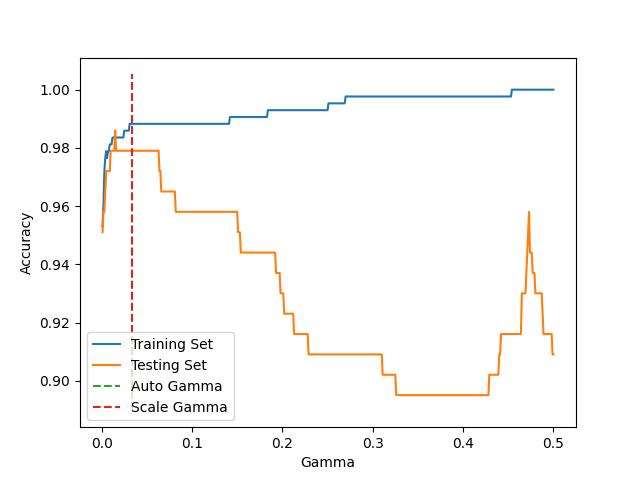 1.00
0.98
0.96
0.94
0.92
0.90
Accuracy
Training Set
Testing Set
Auto Gamma
Scale Gamma
0.0 0.1 0.2 0.3 0.4 0.5
Gamma